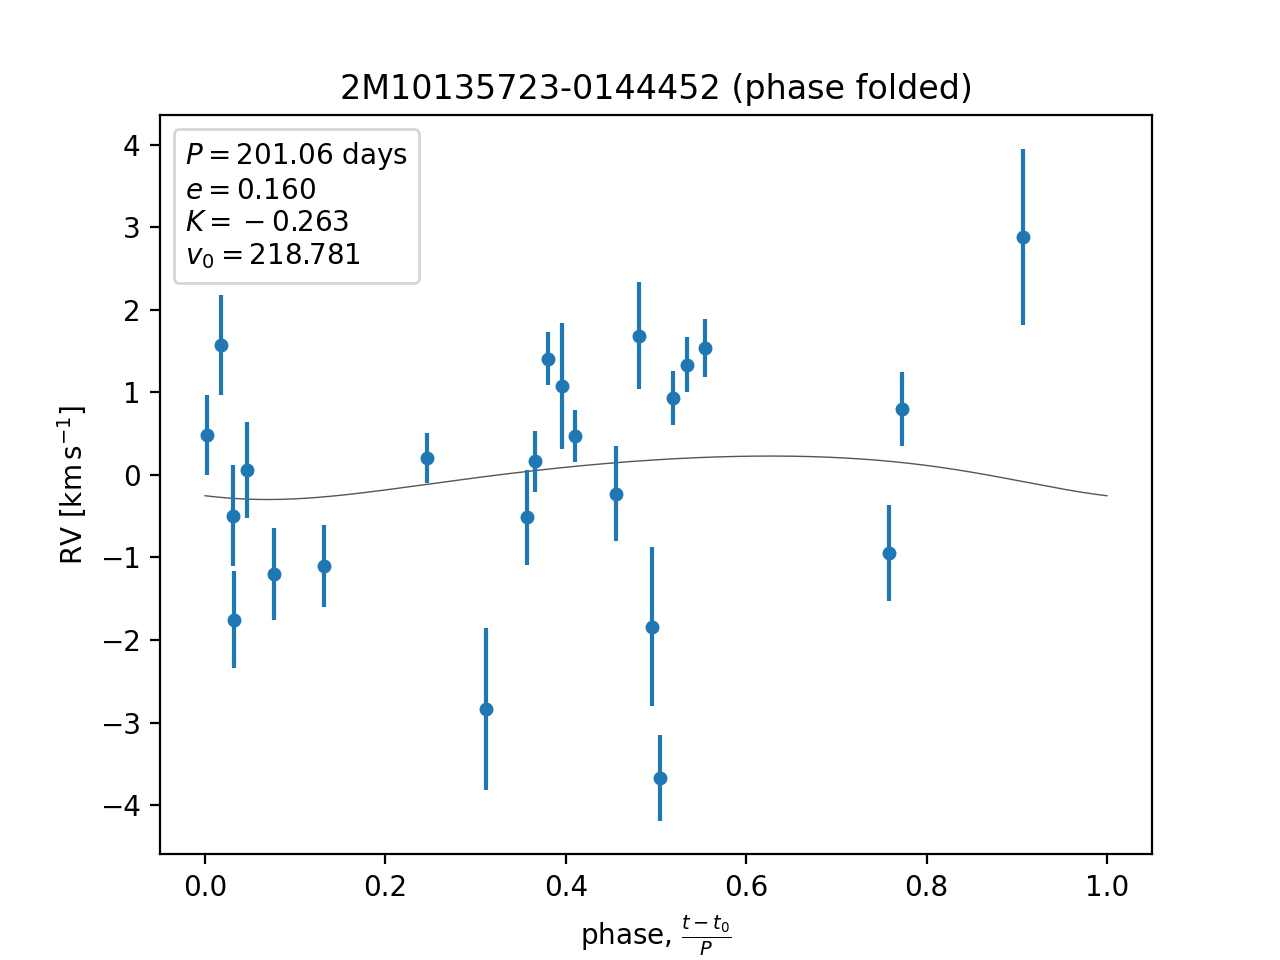 2M10135723-0144452 (phase folded)
P = 201.06 days
e = 0.160
K = −0.263
v₀ = 218.781
4
3
2
1
0
−1
−2
−3
−4
RV [km s⁻¹]
0.0 0.2 0.4 0.6 0.8 1.0
phase, (t − t₀)/P